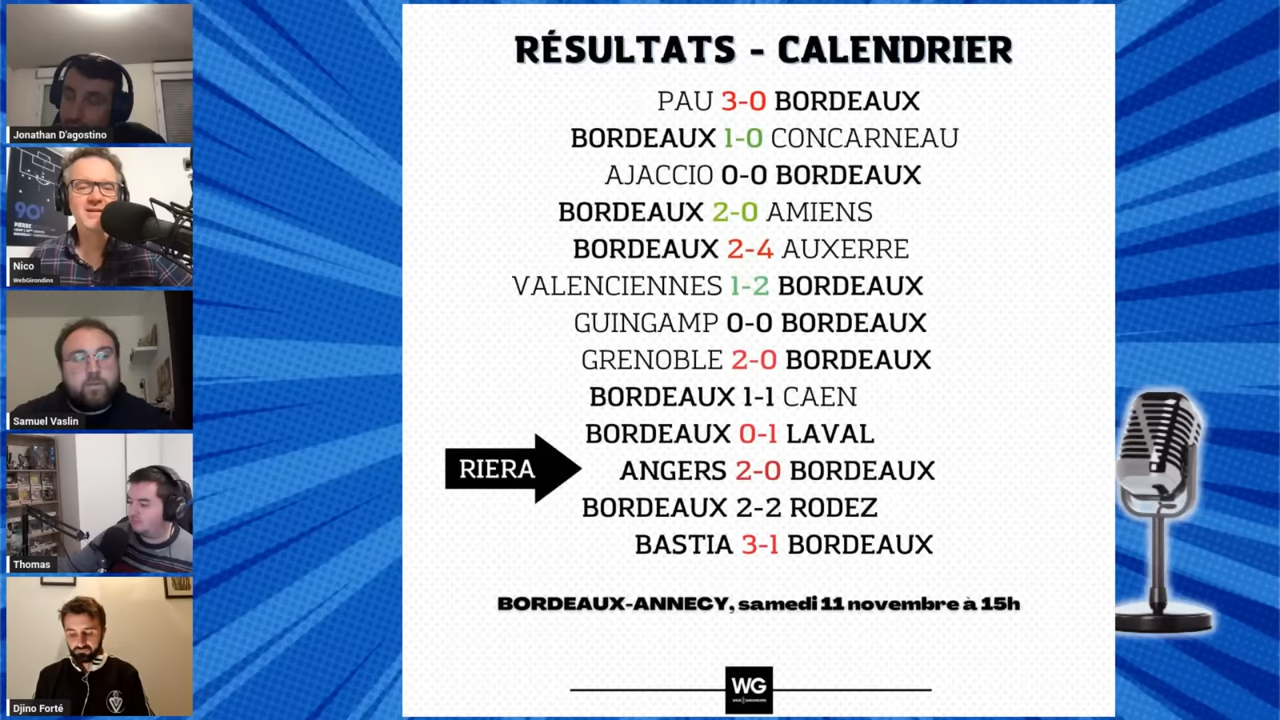 RÉSULTATS - CALENDRIER
PAU 3-0 BORDEAUX
BORDEAUX 1-0 CONCARNEAU
AJACCIO 0-0 BORDEAUX
BORDEAUX 2-0 AMIENS
BORDEAUX 2-4 AUXERRE
VALENCIENNES 1-2 BORDEAUX
GUINGAMP 0-0 BORDEAUX
GRENOBLE 2-0 BORDEAUX
BORDEAUX 1-1 CAEN
BORDEAUX 0-1 LAVAL
RIERA
ANGERS 2-0 BORDEAUX
BORDEAUX 2-2 RODEZ
BASTIA 3-1 BORDEAUX
BORDEAUX-ANNECY, samedi 11 novembre à 15h
WG
Jonathan D'agostino
90'
Nico
WebGirondins
Samuel Vaslin
Thomas
Djino Forté